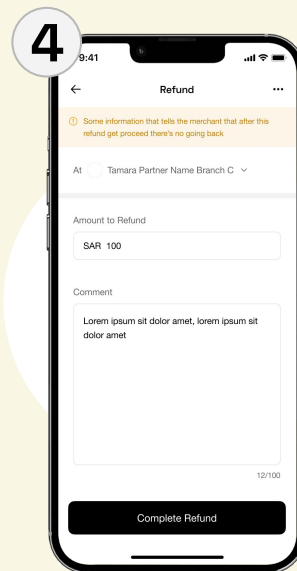 4
9:41
Refund
Some information that tells the merchant that after this
refund get proceed there's no going back
At Tamara Partner Name Branch C
Amount to Refund
SAR 100
Comment
Lorem ipsum sit dolor amet, lorem ipsum sit
dolor amet
12/100
Complete Refund